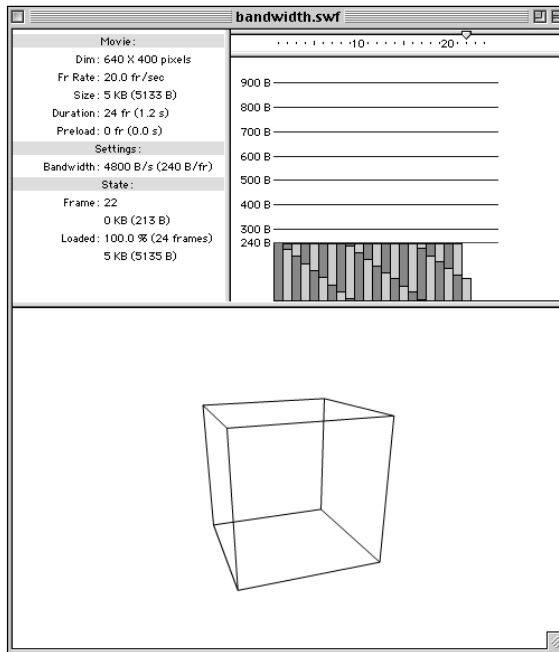 bandwidth.swf
Movie:
Dim: 640 X 400 pixels
Fr Rate: 20.0 fr/sec
Size: 5 KB (5133 B)
Duration: 24 fr (1.2 s)
Preload: 0 fr (0.0 s)
Settings:
Bandwidth: 4800 B/s (240 B/fr)
State:
Frame: 22
0 KB (213 B)
Loaded: 100.0 % (24 frames)
5 KB (5135 B)
10 20
900 B
800 B
700 B
600 B
500 B
400 B
300 B
240 B